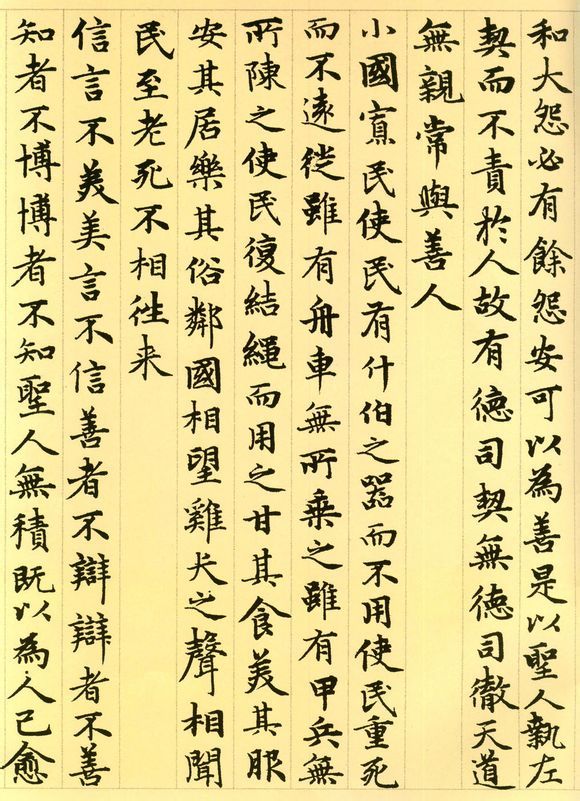 和大怨必有餘怨安可以為善是以聖人執左
契而不責於人故有德司契無德司徹天道
無親常與善人
小國寡民使民有什伯之器而不用使民重死
而不遠徙雖有舟車無所乗之雖有甲兵無
所陳之使民復結繩而用之甘其食美其服
安其居樂其俗鄰國相望雞犬之聲相聞
民至老死不相往来
信言不美美言不信善者不辯辯者不善
知者不博博者不知聖人無積既以為人己愈